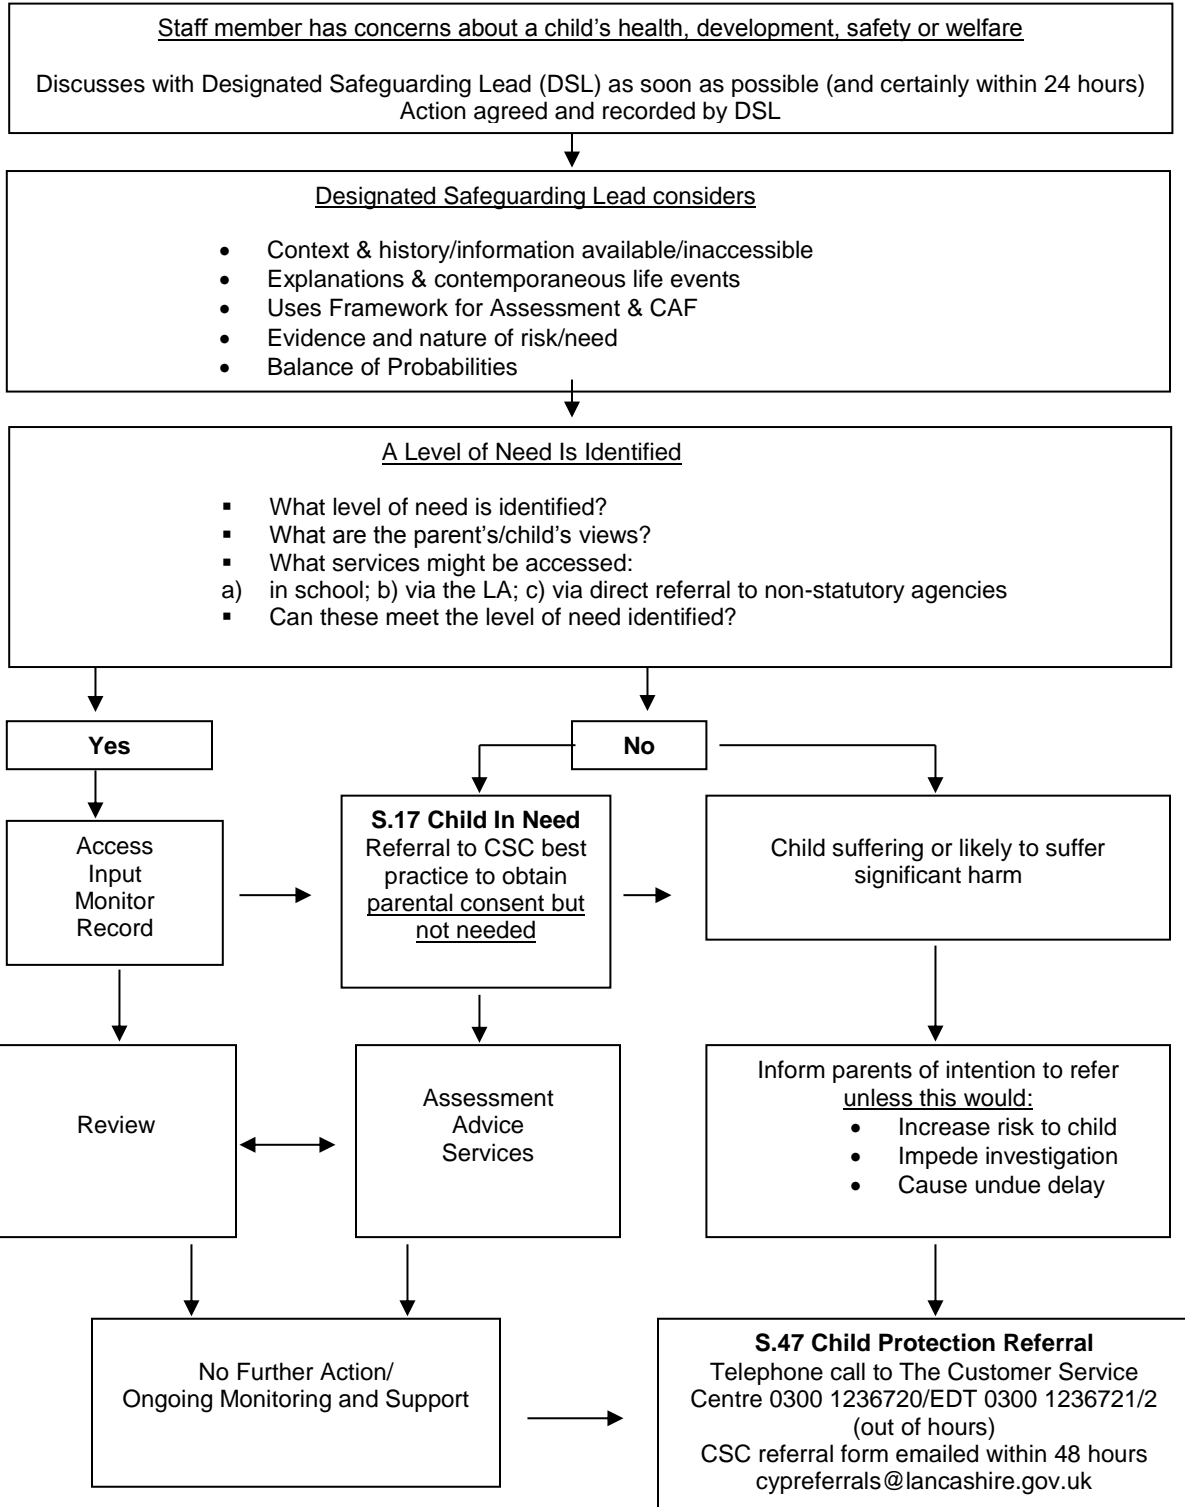 Staff member has concerns about a child's health, development, safety or welfare
Discusses with Designated Safeguarding Lead (DSL) as soon as possible (and certainly within 24 hours)
Action agreed and recorded by DSL
Designated Safeguarding Lead considers
• Context & history/information available/inaccessible
• Explanations & contemporaneous life events
• Uses Framework for Assessment & CAF
• Evidence and nature of risk/need
• Balance of Probabilities
A Level of Need Is Identified
▪ What level of need is identified?
▪ What are the parent's/child's views?
▪ What services might be accessed:
a) in school; b) via the LA; c) via direct referral to non-statutory agencies
▪ Can these meet the level of need identified?
Yes
No
Access
Input
Monitor
Record
S.17 Child In Need
Referral to CSC best
practice to obtain
parental consent but
not needed
Child suffering or likely to suffer
significant harm
Review
Assessment
Advice
Services
Inform parents of intention to refer
unless this would:
• Increase risk to child
• Impede investigation
• Cause undue delay
No Further Action/
Ongoing Monitoring and Support
S.47 Child Protection Referral
Telephone call to The Customer Service
Centre 0300 1236720/EDT 0300 1236721/2
(out of hours)
CSC referral form emailed within 48 hours
cypreferrals@lancashire.gov.uk